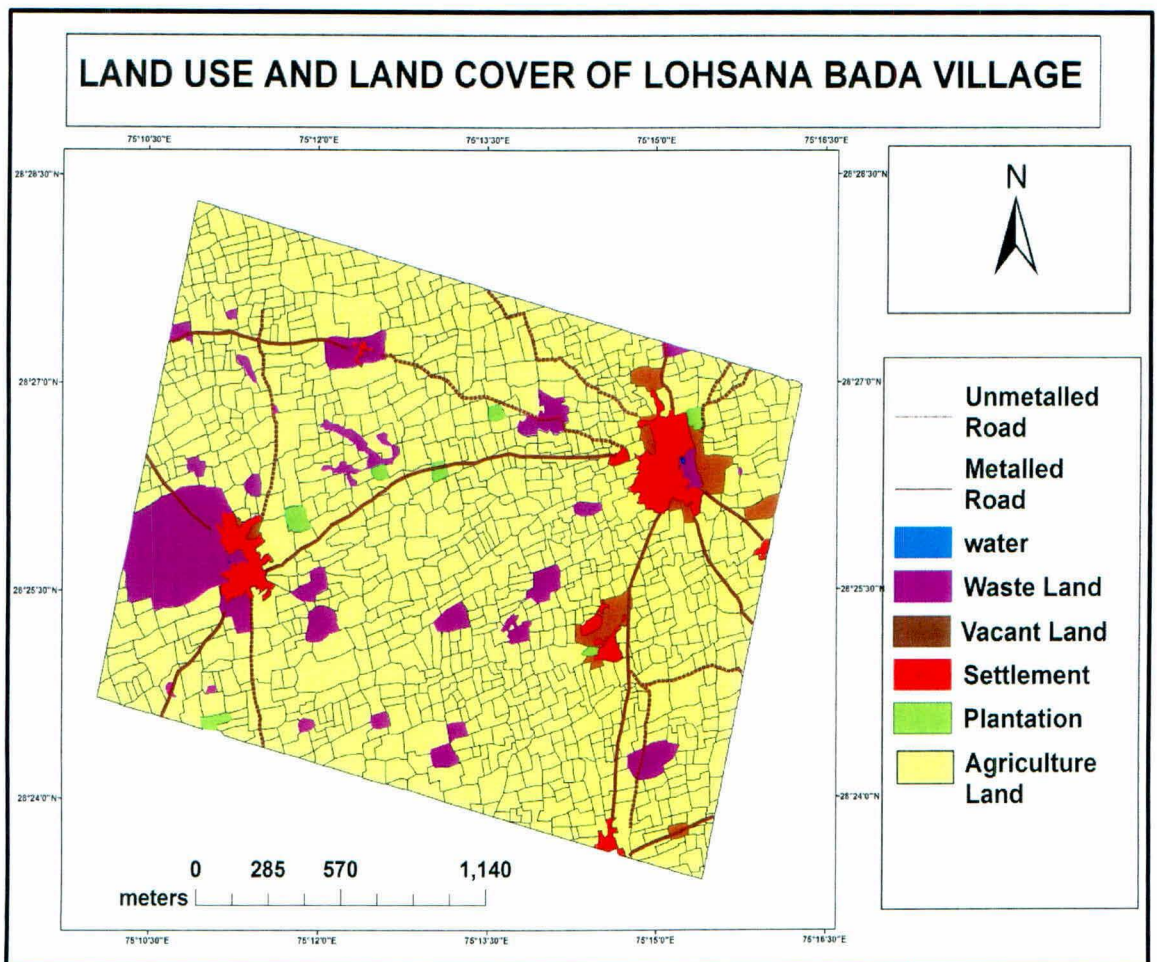 LAND USE AND LAND COVER OF LOHSANA BADA VILLAGE
75°10'30"E 75°12'0"E 75°13'30"E 75°15'0"E 75°16'30"E
28°28'30"N 28°28'30"N
N
28°27'0"N 28°27'0"N
Unmetalled
Road
Metalled
Road
water
Waste Land
Vacant Land
Settlement
Plantation
Agriculture
Land
28°25'30"N 28°25'30"N
28°24'0"N 28°24'0"N
0 285 570 1,140
meters
75°10'30"E 75°12'0"E 75°13'30"E 75°15'0"E 75°16'30"E